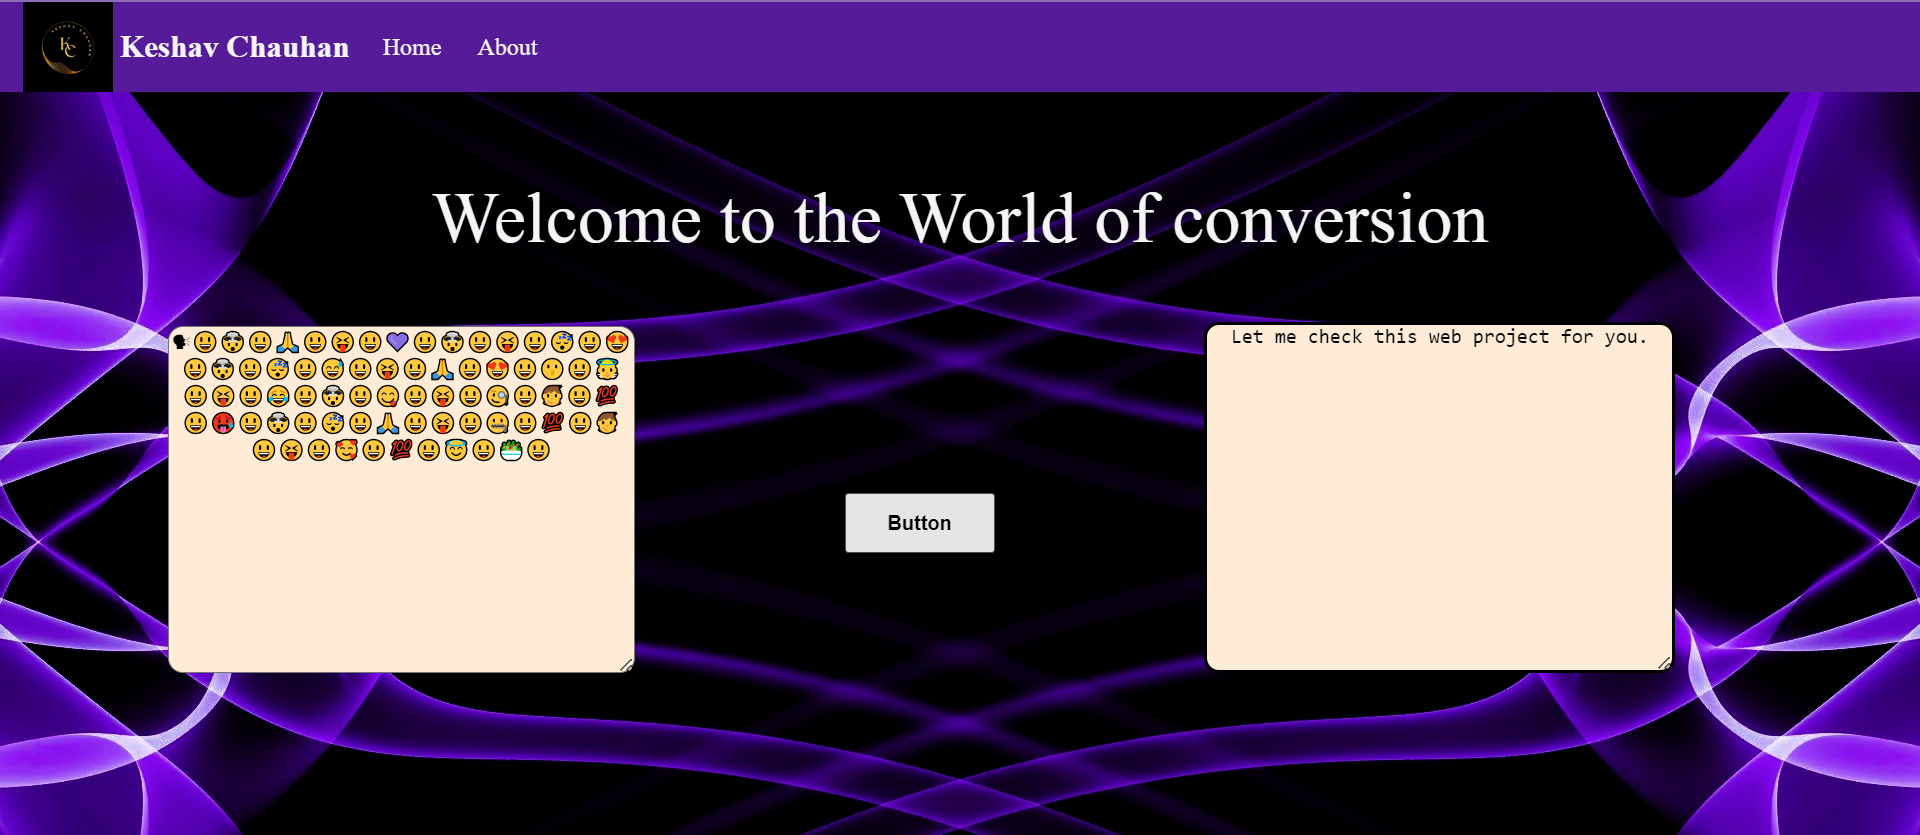 KC
Keshav Chauhan
Home
About
Welcome to the World of conversion
Let me check this web project for you.
Button